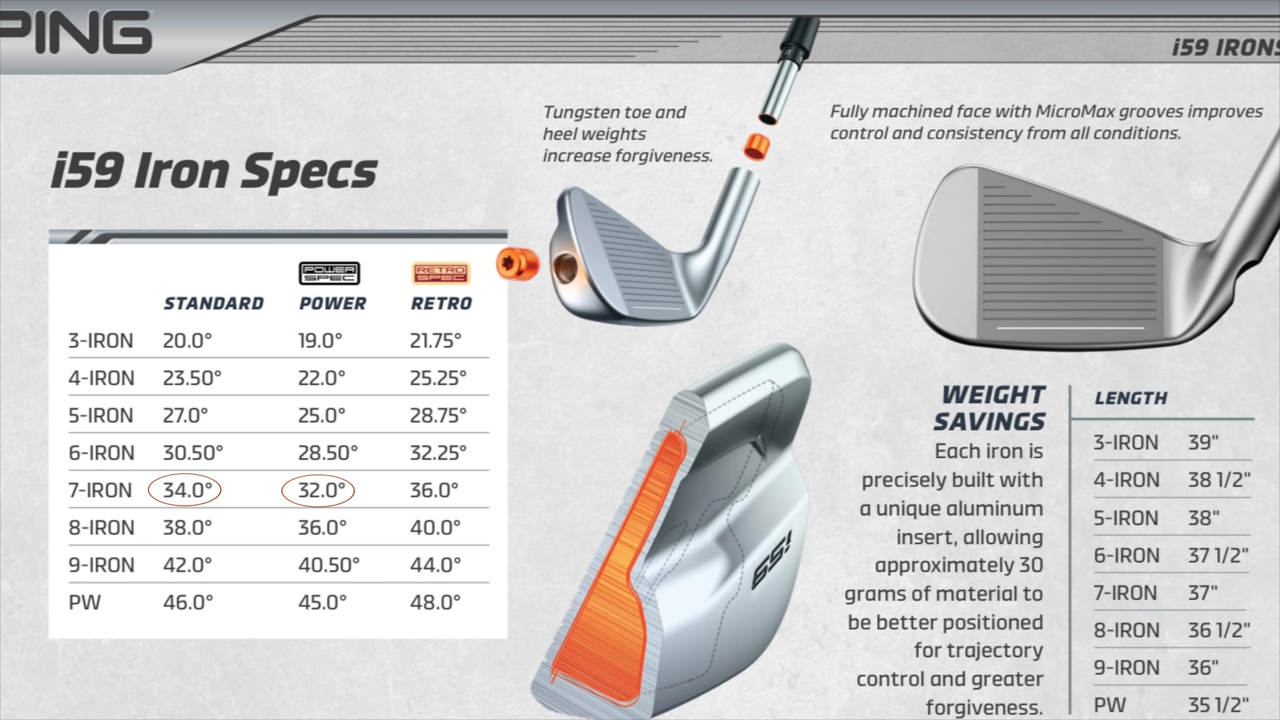 PING
i59 IRONS
Tungsten toe and
heel weights
increase forgiveness.
Fully machined face with MicroMax grooves improves
control and consistency from all conditions.
i59 Iron Specs
POWER SPEC RETRO SPEC
STANDARD POWER RETRO
3-IRON 20.0° 19.0° 21.75°
4-IRON 23.50° 22.0° 25.25°
5-IRON 27.0° 25.0° 28.75°
6-IRON 30.50° 28.50° 32.25°
7-IRON 34.0° 32.0° 36.0°
8-IRON 38.0° 36.0° 40.0°
9-IRON 42.0° 40.50° 44.0°
PW 46.0° 45.0° 48.0°
i59
WEIGHT
SAVINGS
Each iron is
precisely built with
a unique aluminum
insert, allowing
approximately 30
grams of material to
be better positioned
for trajectory
control and greater
forgiveness.
LENGTH
3-IRON 39"
4-IRON 38 1/2"
5-IRON 38"
6-IRON 37 1/2"
7-IRON 37"
8-IRON 36 1/2"
9-IRON 36"
PW 35 1/2"